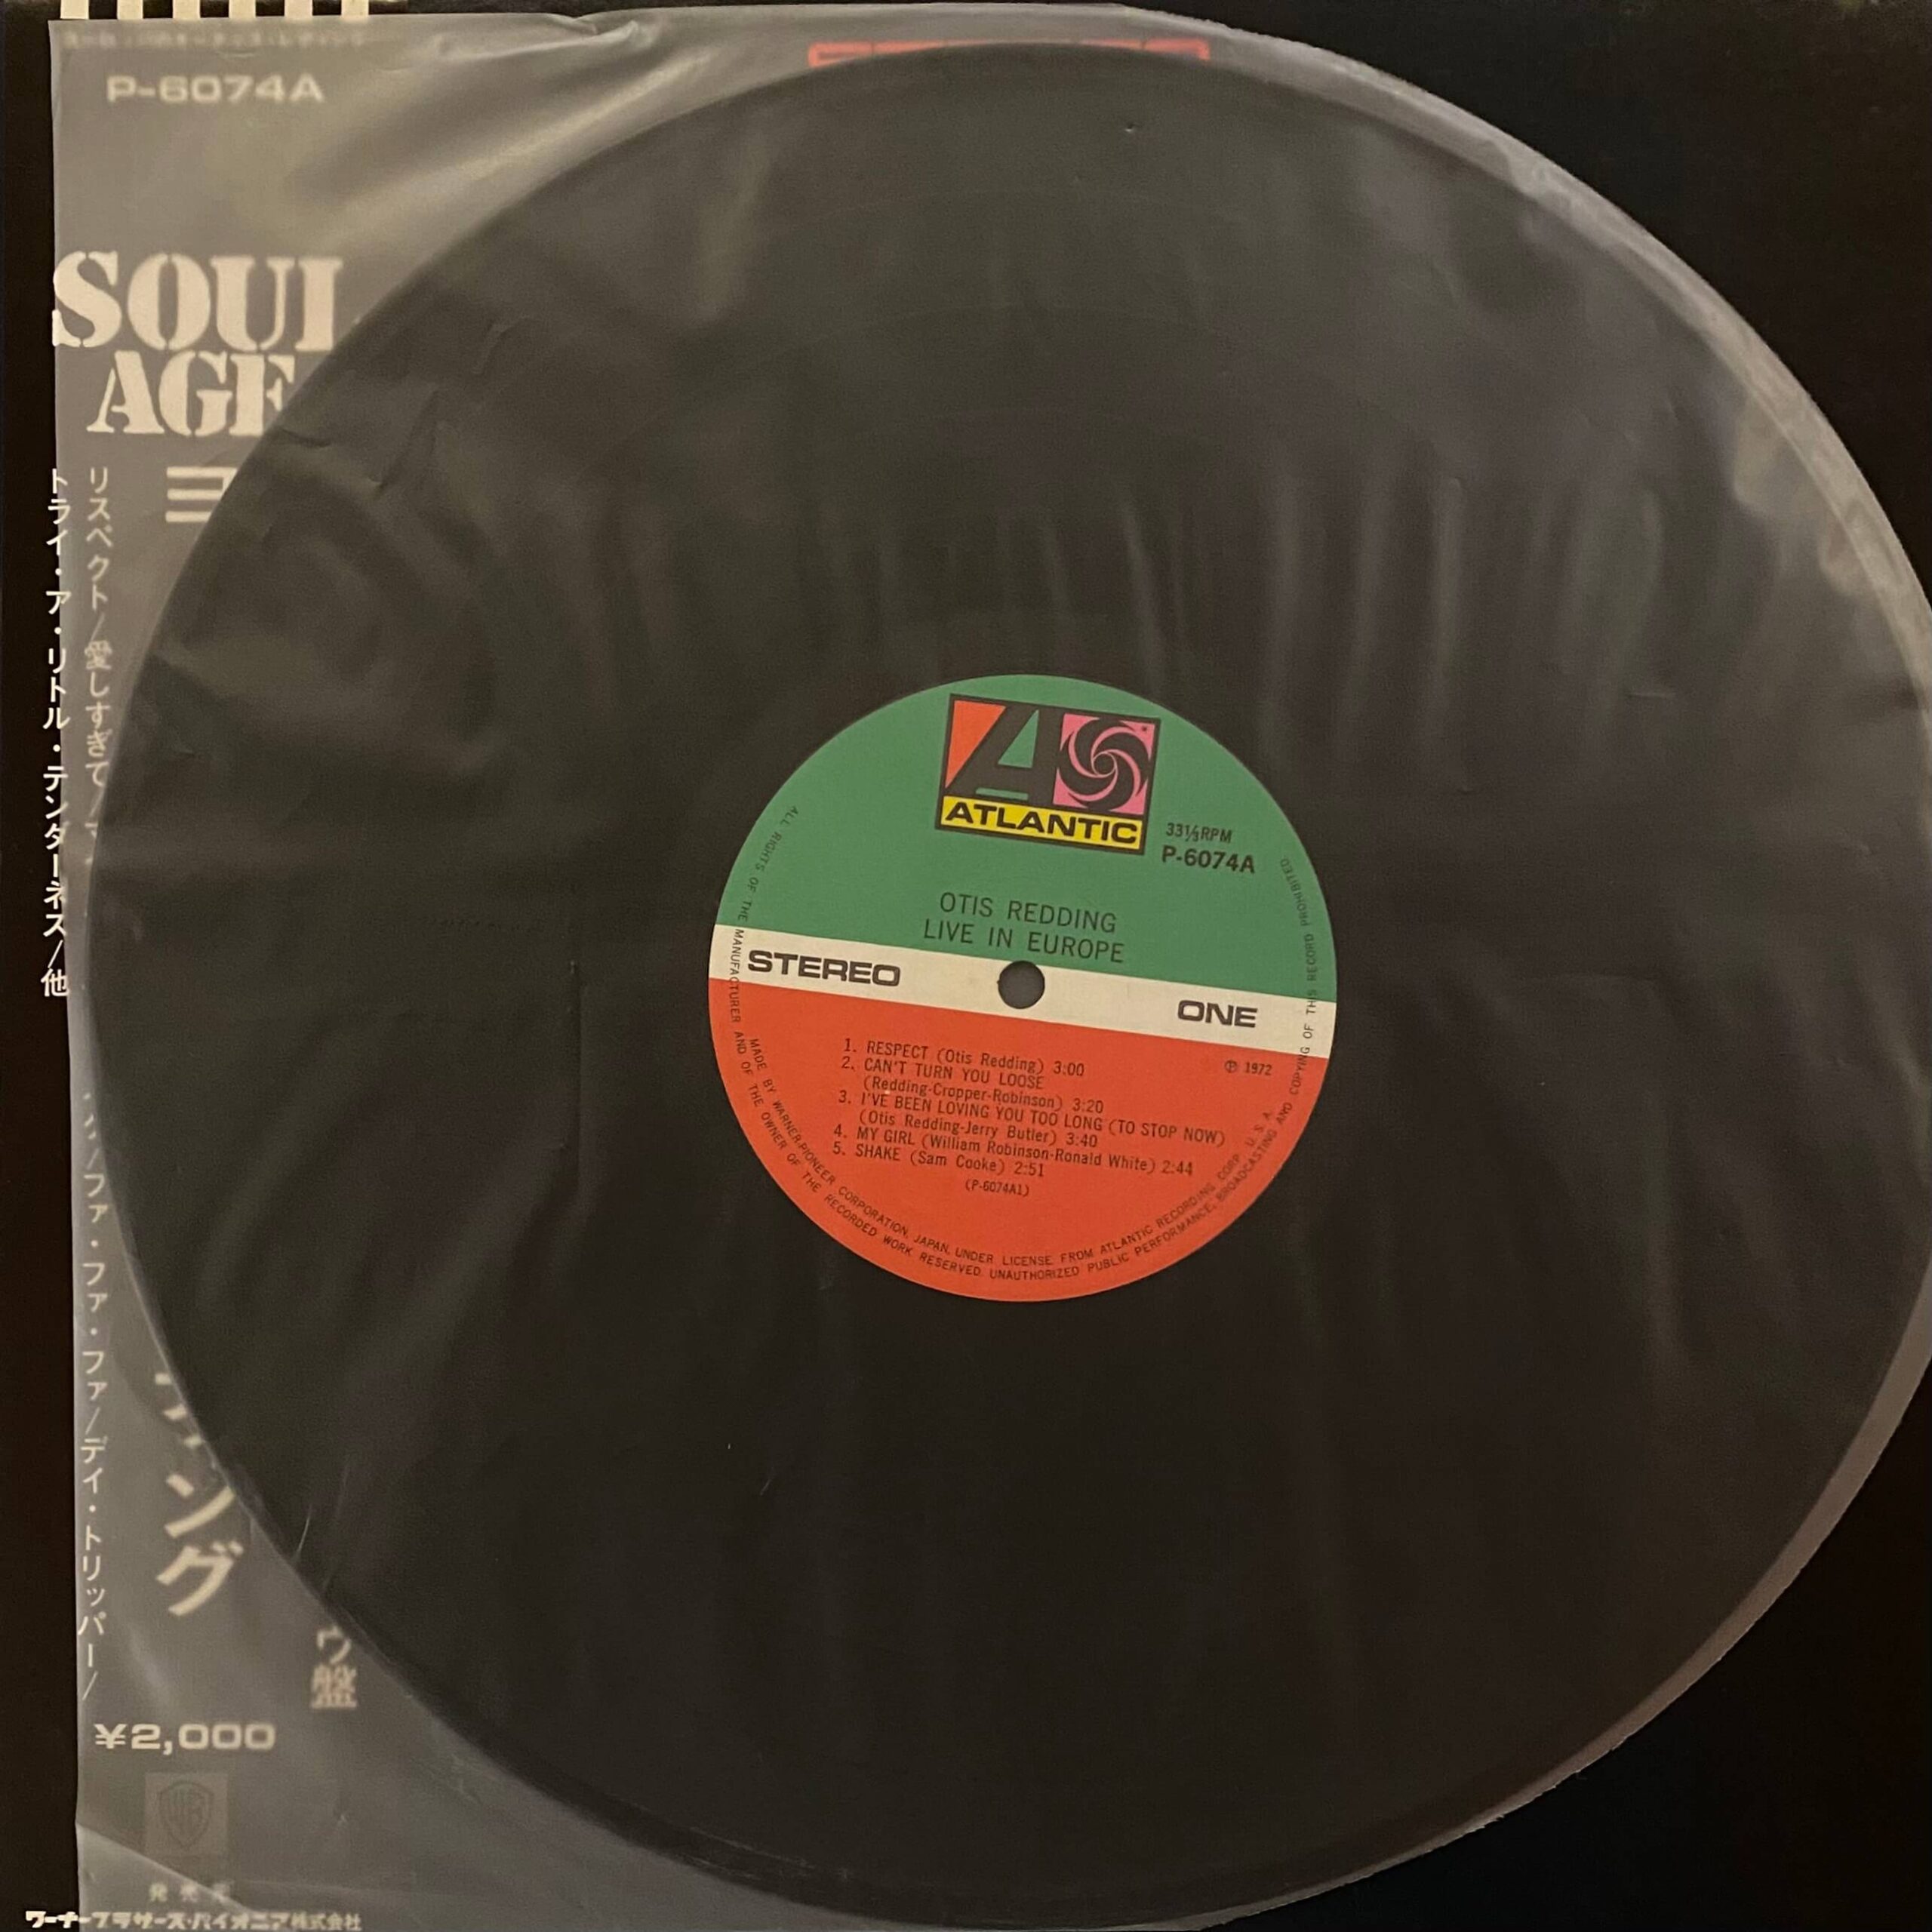 P-6074A
SOUL
AGE
ヨ
リスペクト/愛しすぎて/マ
トライ・ア・リトル・テンダーネス/他
ファ・ファ・ファ/デイ・トリッパー/
ィング
ウ盤
¥2,000
発売元
ワーナーブラザーズ・パイオニア株式会社
ATLANTIC
33⅓RPM
P-6074A
OTIS REDDING
LIVE IN EUROPE
STEREO
ONE
1. RESPECT (Otis Redding) 3:00
℗ 1972
2. CAN'T TURN YOU LOOSE
(Redding-Cropper-Robinson) 3:20
3. I'VE BEEN LOVING YOU TOO LONG (TO STOP NOW)
(Otis Redding-Jerry Butler) 3:40
4. MY GIRL (William Robinson-Ronald White) 2:44
5. SHAKE (Sam Cooke) 2:51
(P-6074A1)
MADE BY WARNER-PIONEER CORPORATION, JAPAN, UNDER LICENSE FROM ATLANTIC RECORDING CORP. U.S.A.
ALL RIGHTS OF THE MANUFACTURER AND OF THE OWNER OF THE RECORDED WORK RESERVED. UNAUTHORIZED PUBLIC PERFORMANCE, BROADCASTING AND COPYING OF THIS RECORD PROHIBITED